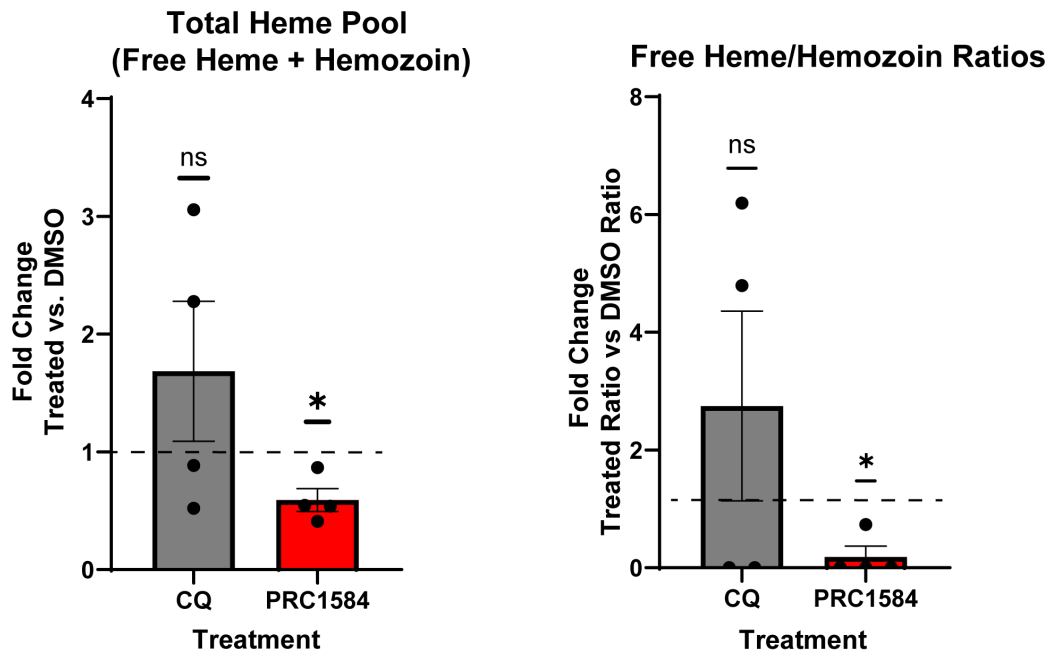 Total Heme Pool
(Free Heme + Hemozoin)
Fold Change
Treated vs. DMSO
4
3
2
1
0
ns
*
CQ
PRC1584
Treatment
Free Heme/Hemozoin Ratios
Fold Change
Treated Ratio vs DMSO Ratio
8
6
4
2
0
ns
*
CQ
PRC1584
Treatment